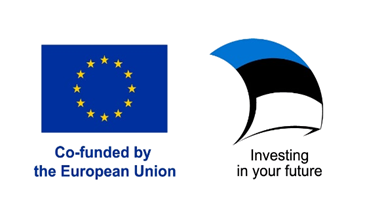 Co-funded by
the European Union
Investing
in your future